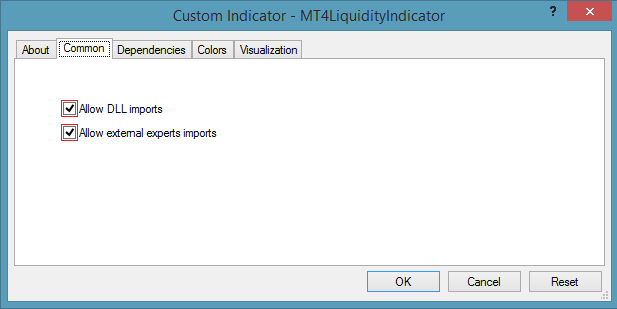 Custom Indicator - MT4LiquidityIndicator
?
About Common Dependencies Colors Visualization
Allow DLL imports
Allow external experts imports
OK Cancel Reset